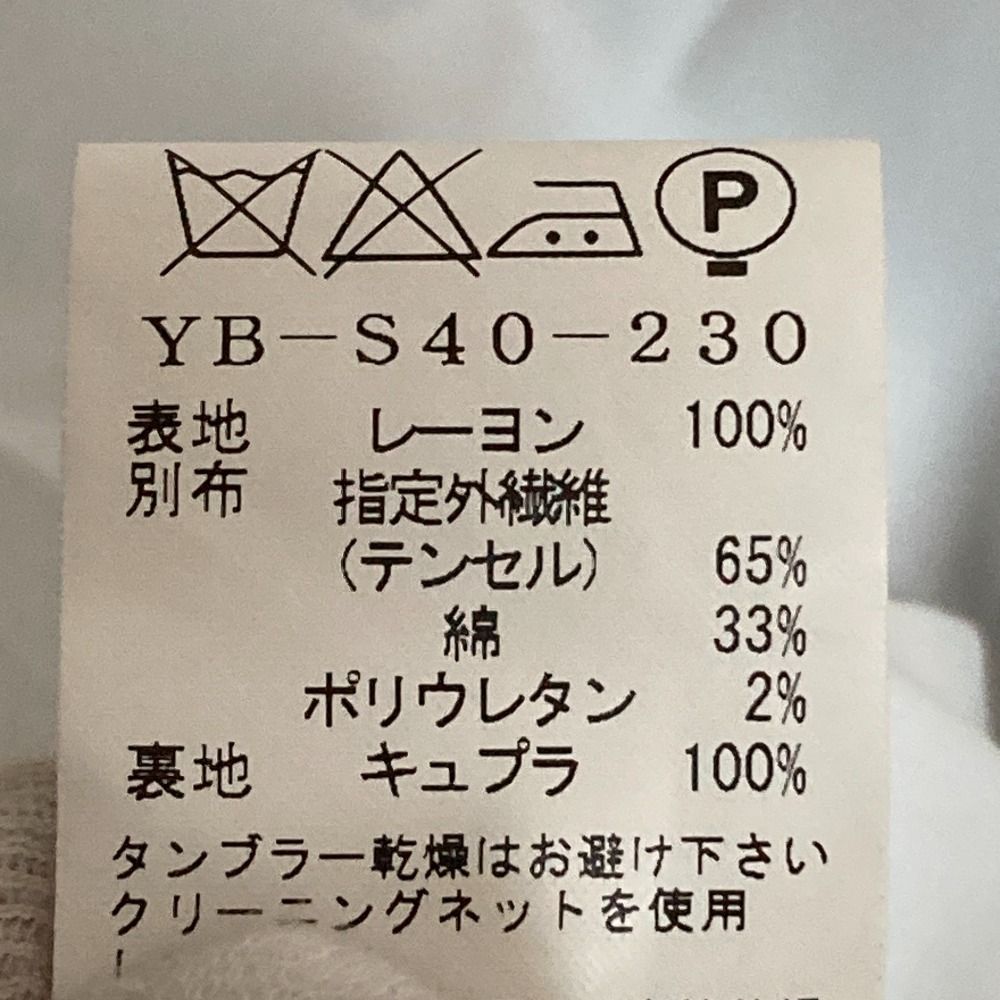 P
YB-S40-230
表地 レーヨン 100%
別布 指定外繊維
(テンセル) 65%
綿 33%
ポリウレタン 2%
裏地 キュプラ 100%
タンブラー乾燥はお避け下さい
クリーニングネットを使用